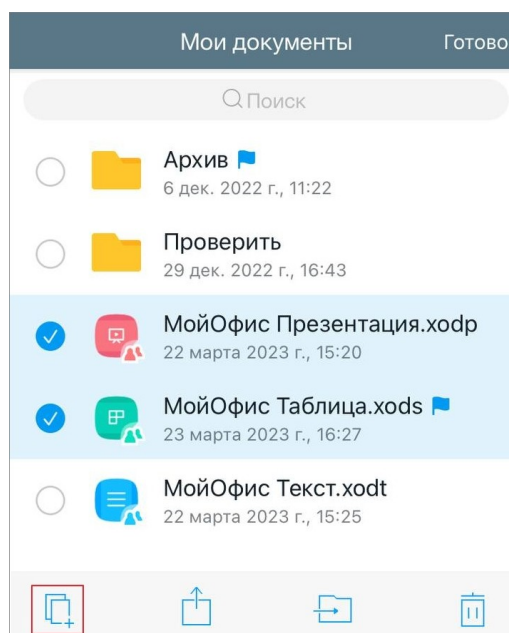 Мои документы Готово
Поиск
Архив
6 дек. 2022 г., 11:22
Проверить
29 дек. 2022 г., 16:43
МойОфис Презентация.xodp
22 марта 2023 г., 15:20
МойОфис Таблица.xods
23 марта 2023 г., 16:27
МойОфис Текст.xodt
22 марта 2023 г., 15:25